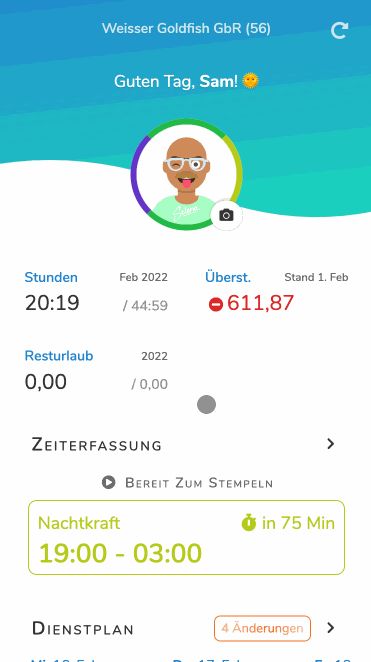 Weisser Goldfish GbR (56)
Guten Tag, Sam! 🌞
Stunden Feb 2022
20:19 / 44:59
Überst. Stand 1. Feb
611,87
Resturlaub 2022
0,00 / 0,00
Zeiterfassung
Bereit Zum Stempeln
Nachtkraft in 75 Min
19:00 - 03:00
Dienstplan 4 Änderungen